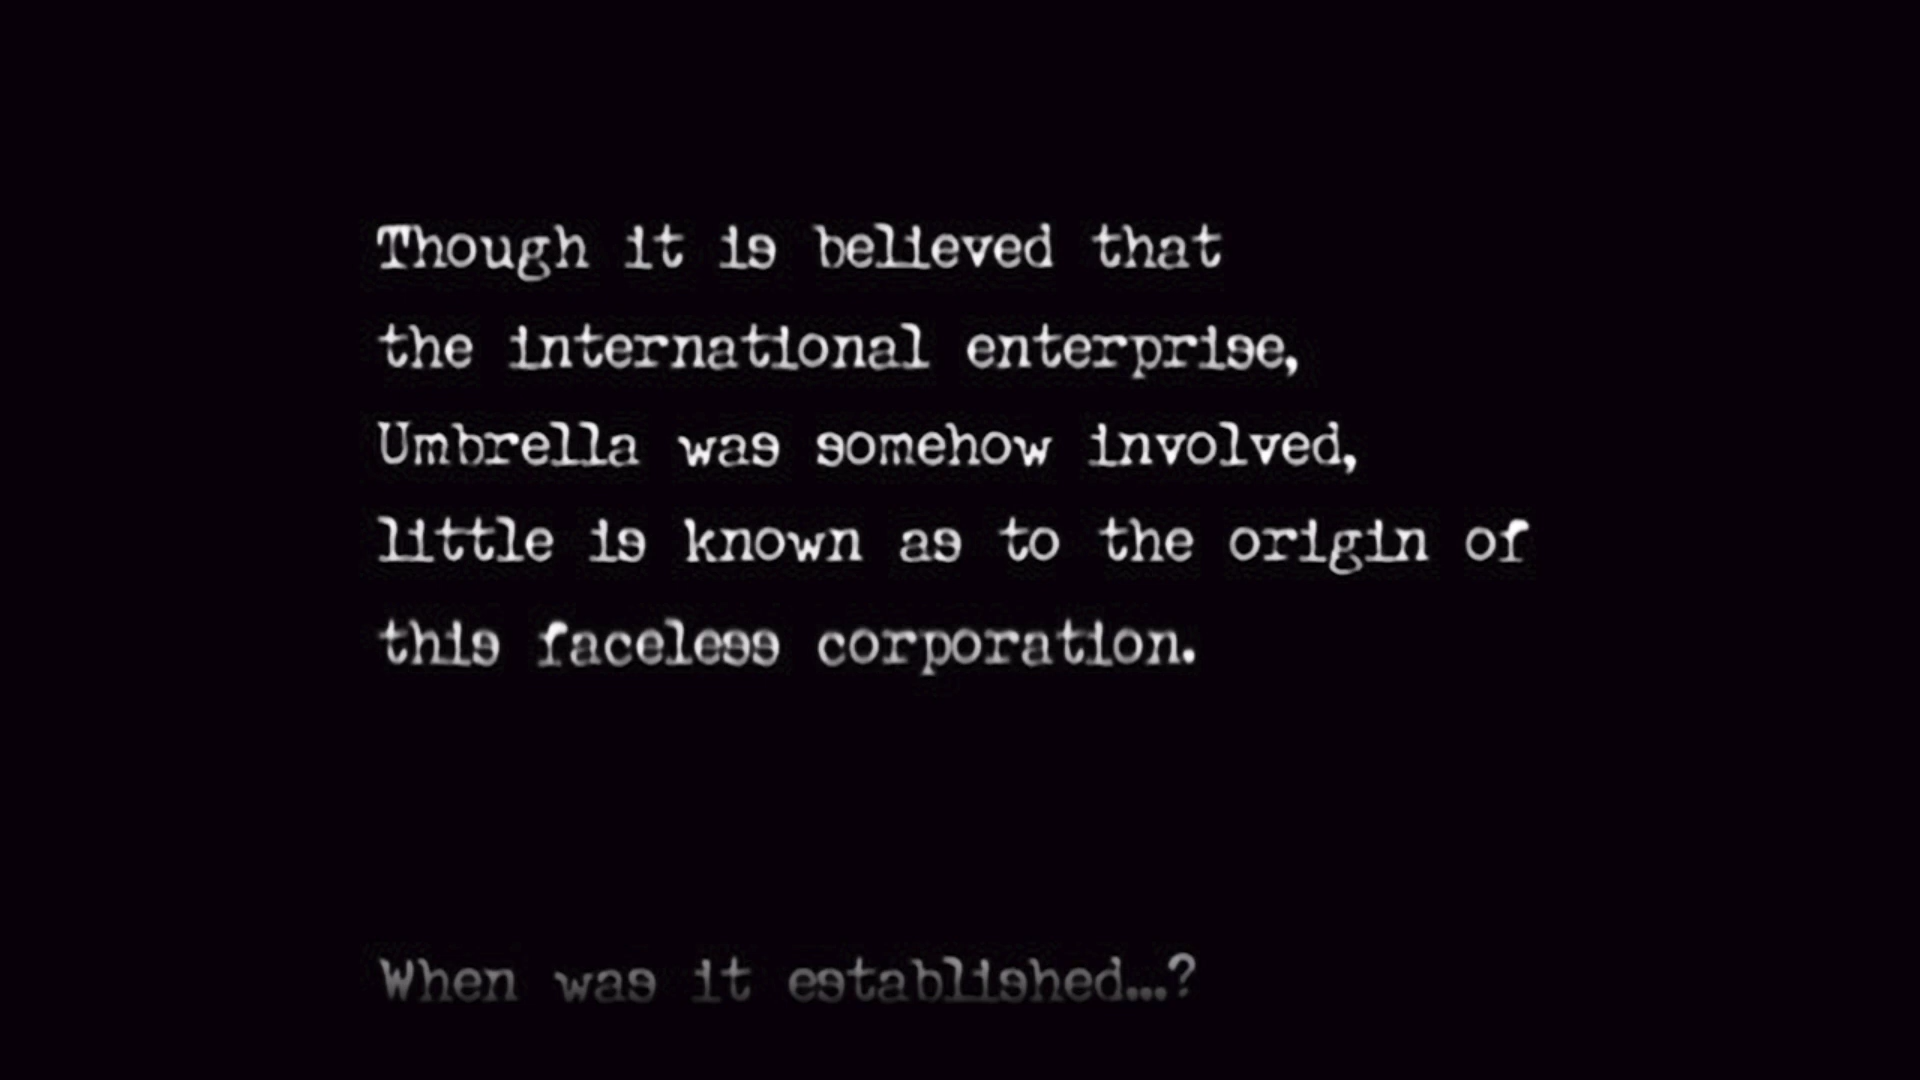 Though it is believed that
the international enterprise,
Umbrella was somehow involved,
little is known as to the origin of
this faceless corporation.
When was it established...?